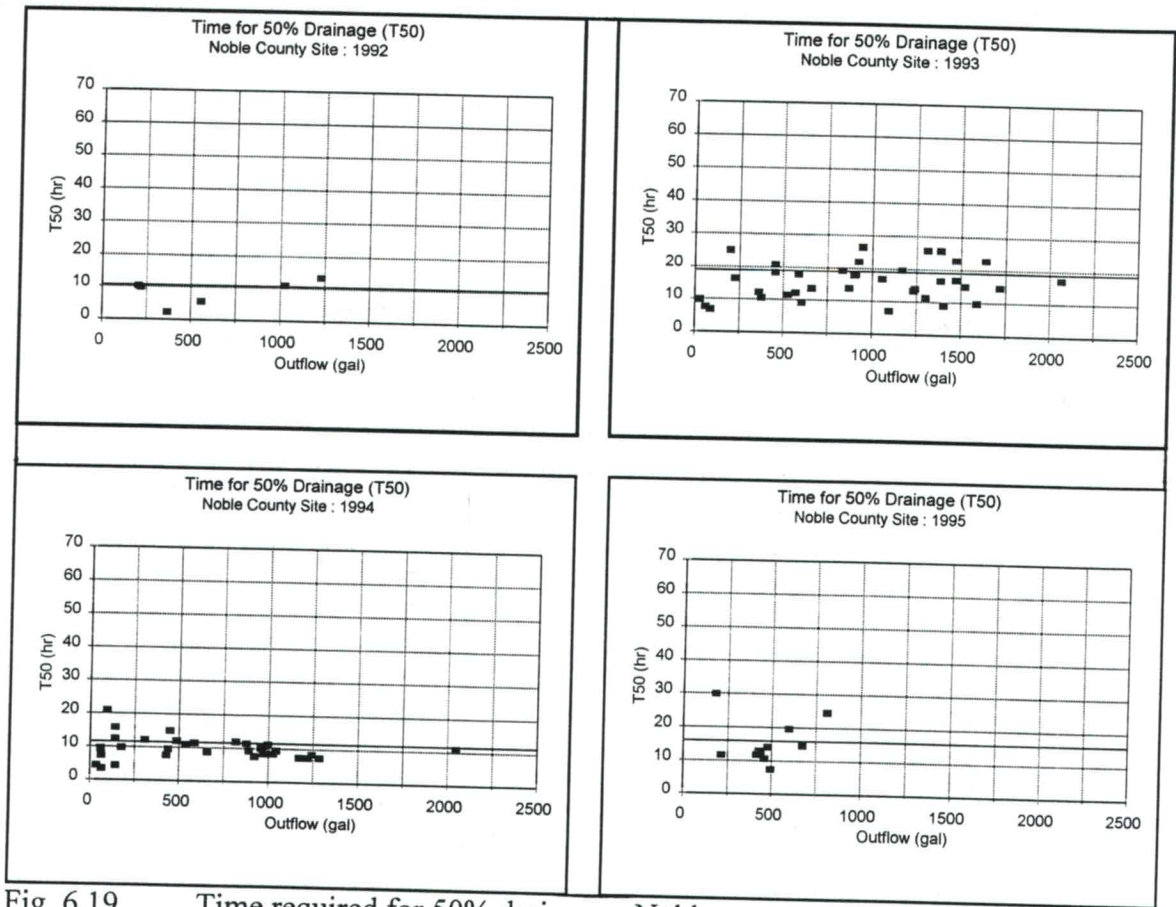 Time for 50% Drainage (T50)
Noble County Site : 1992
70
60
50
40
30
20
10
0
T50 (hr)
0 500 1000 1500 2000 2500
Outflow (gal)
Time for 50% Drainage (T50)
Noble County Site : 1993
70
60
50
40
30
20
10
0
T50 (hr)
0 500 1000 1500 2000 2500
Outflow (gal)
Time for 50% Drainage (T50)
Noble County Site : 1994
70
60
50
40
30
20
10
0
T50 (hr)
0 500 1000 1500 2000 2500
Outflow (gal)
Time for 50% Drainage (T50)
Noble County Site : 1995
70
60
50
40
30
20
10
0
T50 (hr)
0 500 1000 1500 2000 2500
Outflow (gal)
Fig. 6.19 Time required for 50%